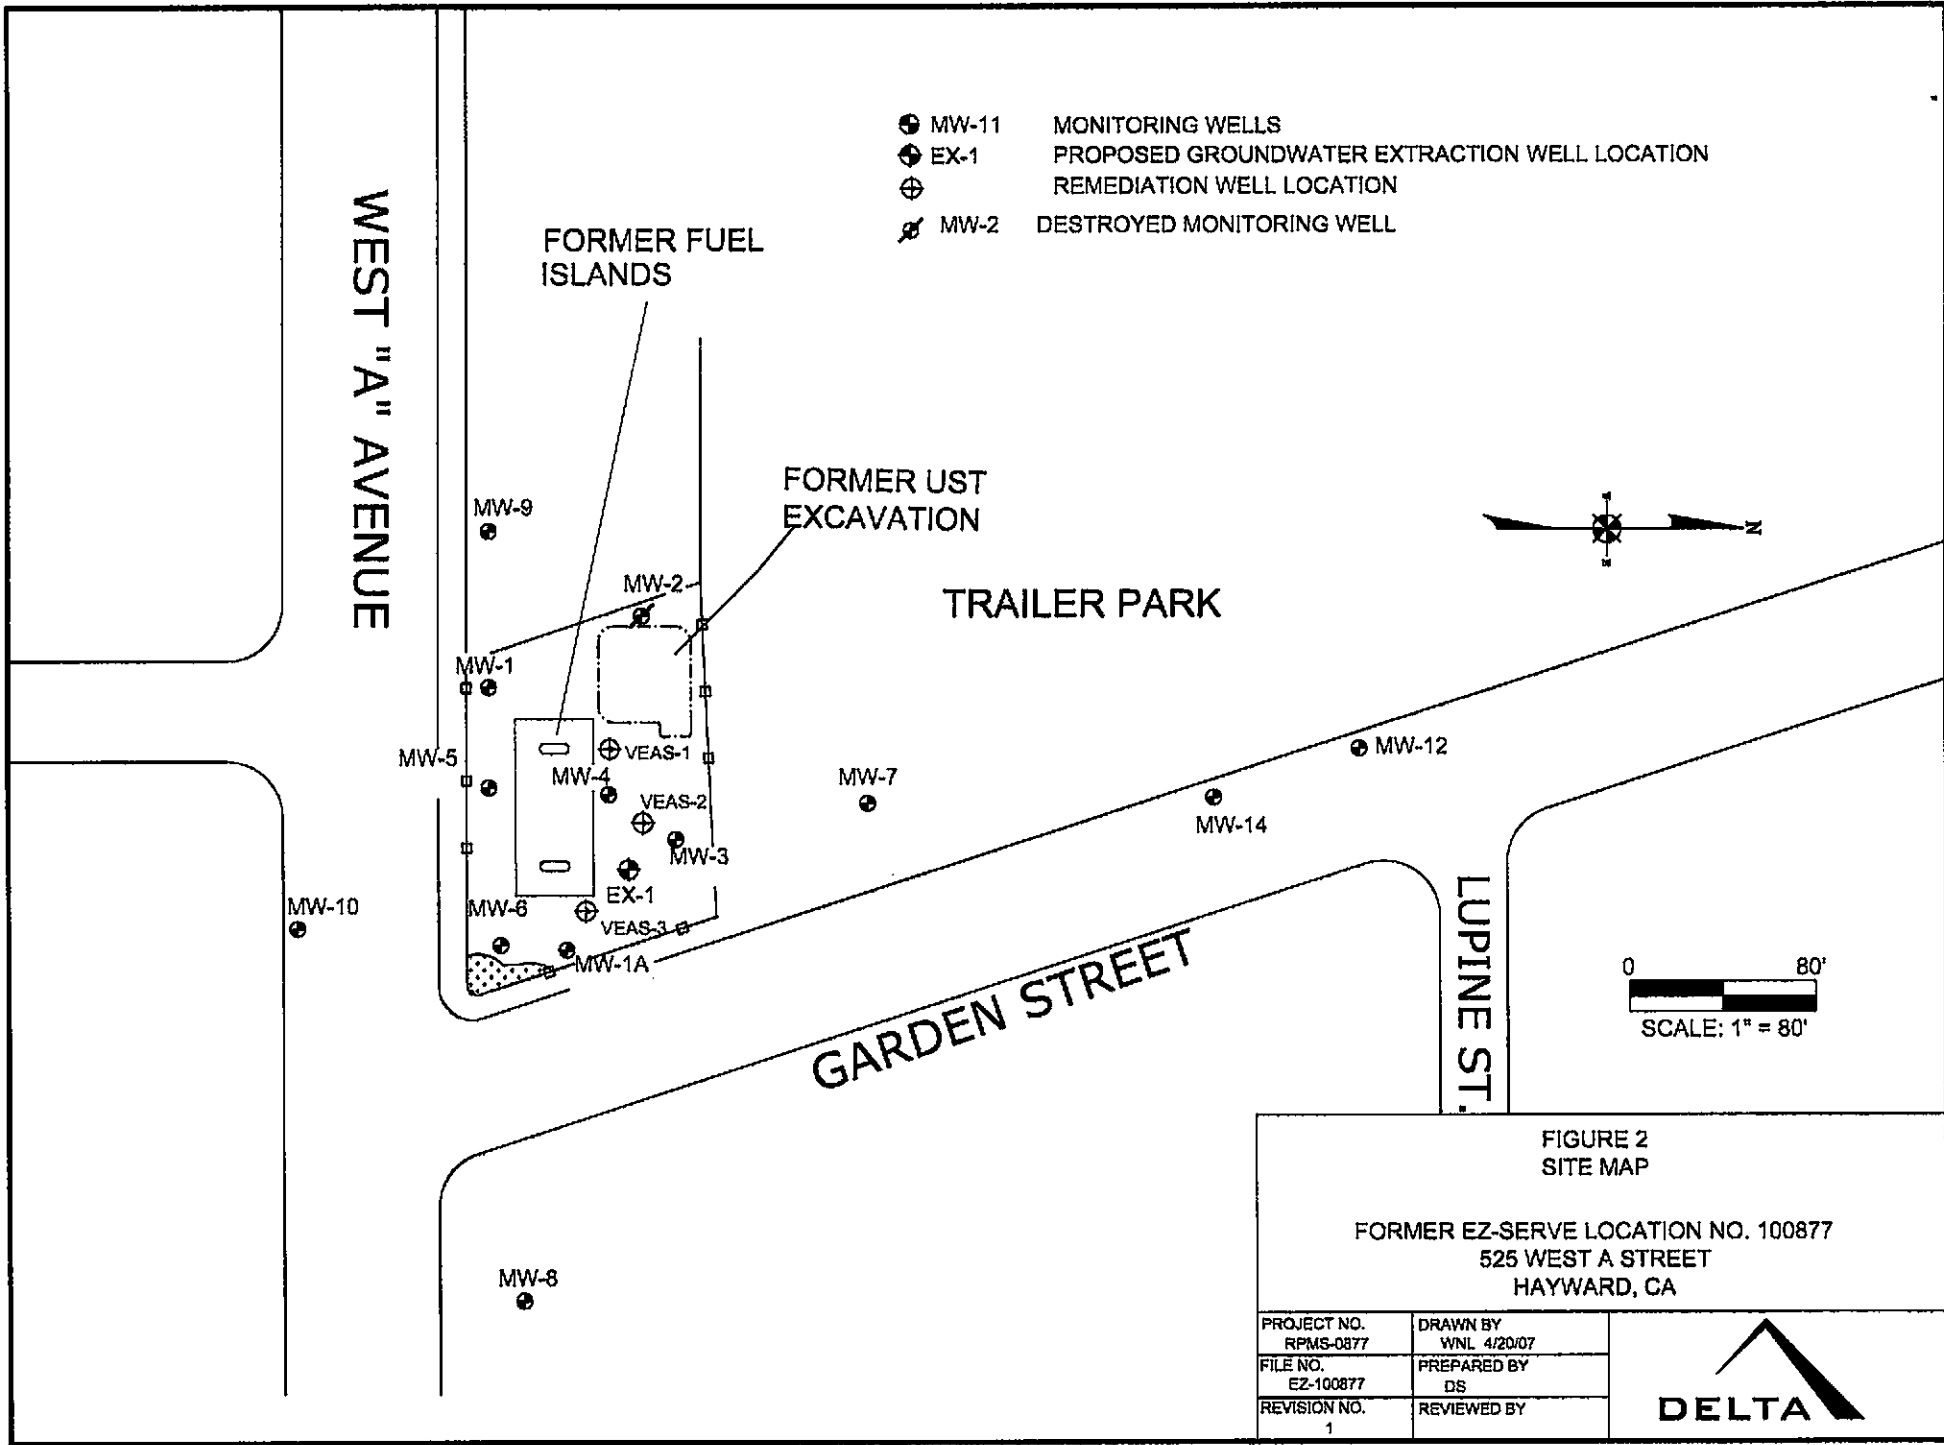 MW-11 MONITORING WELLS
EX-1 PROPOSED GROUNDWATER EXTRACTION WELL LOCATION
REMEDIATION WELL LOCATION
MW-2 DESTROYED MONITORING WELL
FORMER FUEL
ISLANDS
WEST "A" AVENUE
FORMER UST
EXCAVATION
MW-9
MW-2
TRAILER PARK
N
MW-1
MW-5
VEAS-1
MW-4
VEAS-2
MW-3
EX-1
MW-6
VEAS-3
MW-1A
MW-10
MW-7
MW-12
MW-14
GARDEN STREET
LUPINE ST.
MW-8
0 80'
SCALE: 1" = 80'
FIGURE 2
SITE MAP
FORMER EZ-SERVE LOCATION NO. 100877
525 WEST A STREET
HAYWARD, CA
PROJECT NO.
RPMS-0877
DRAWN BY
WNL 4/20/07
FILE NO.
EZ-100877
PREPARED BY
DS
REVISION NO.
1
REVIEWED BY
DELTA